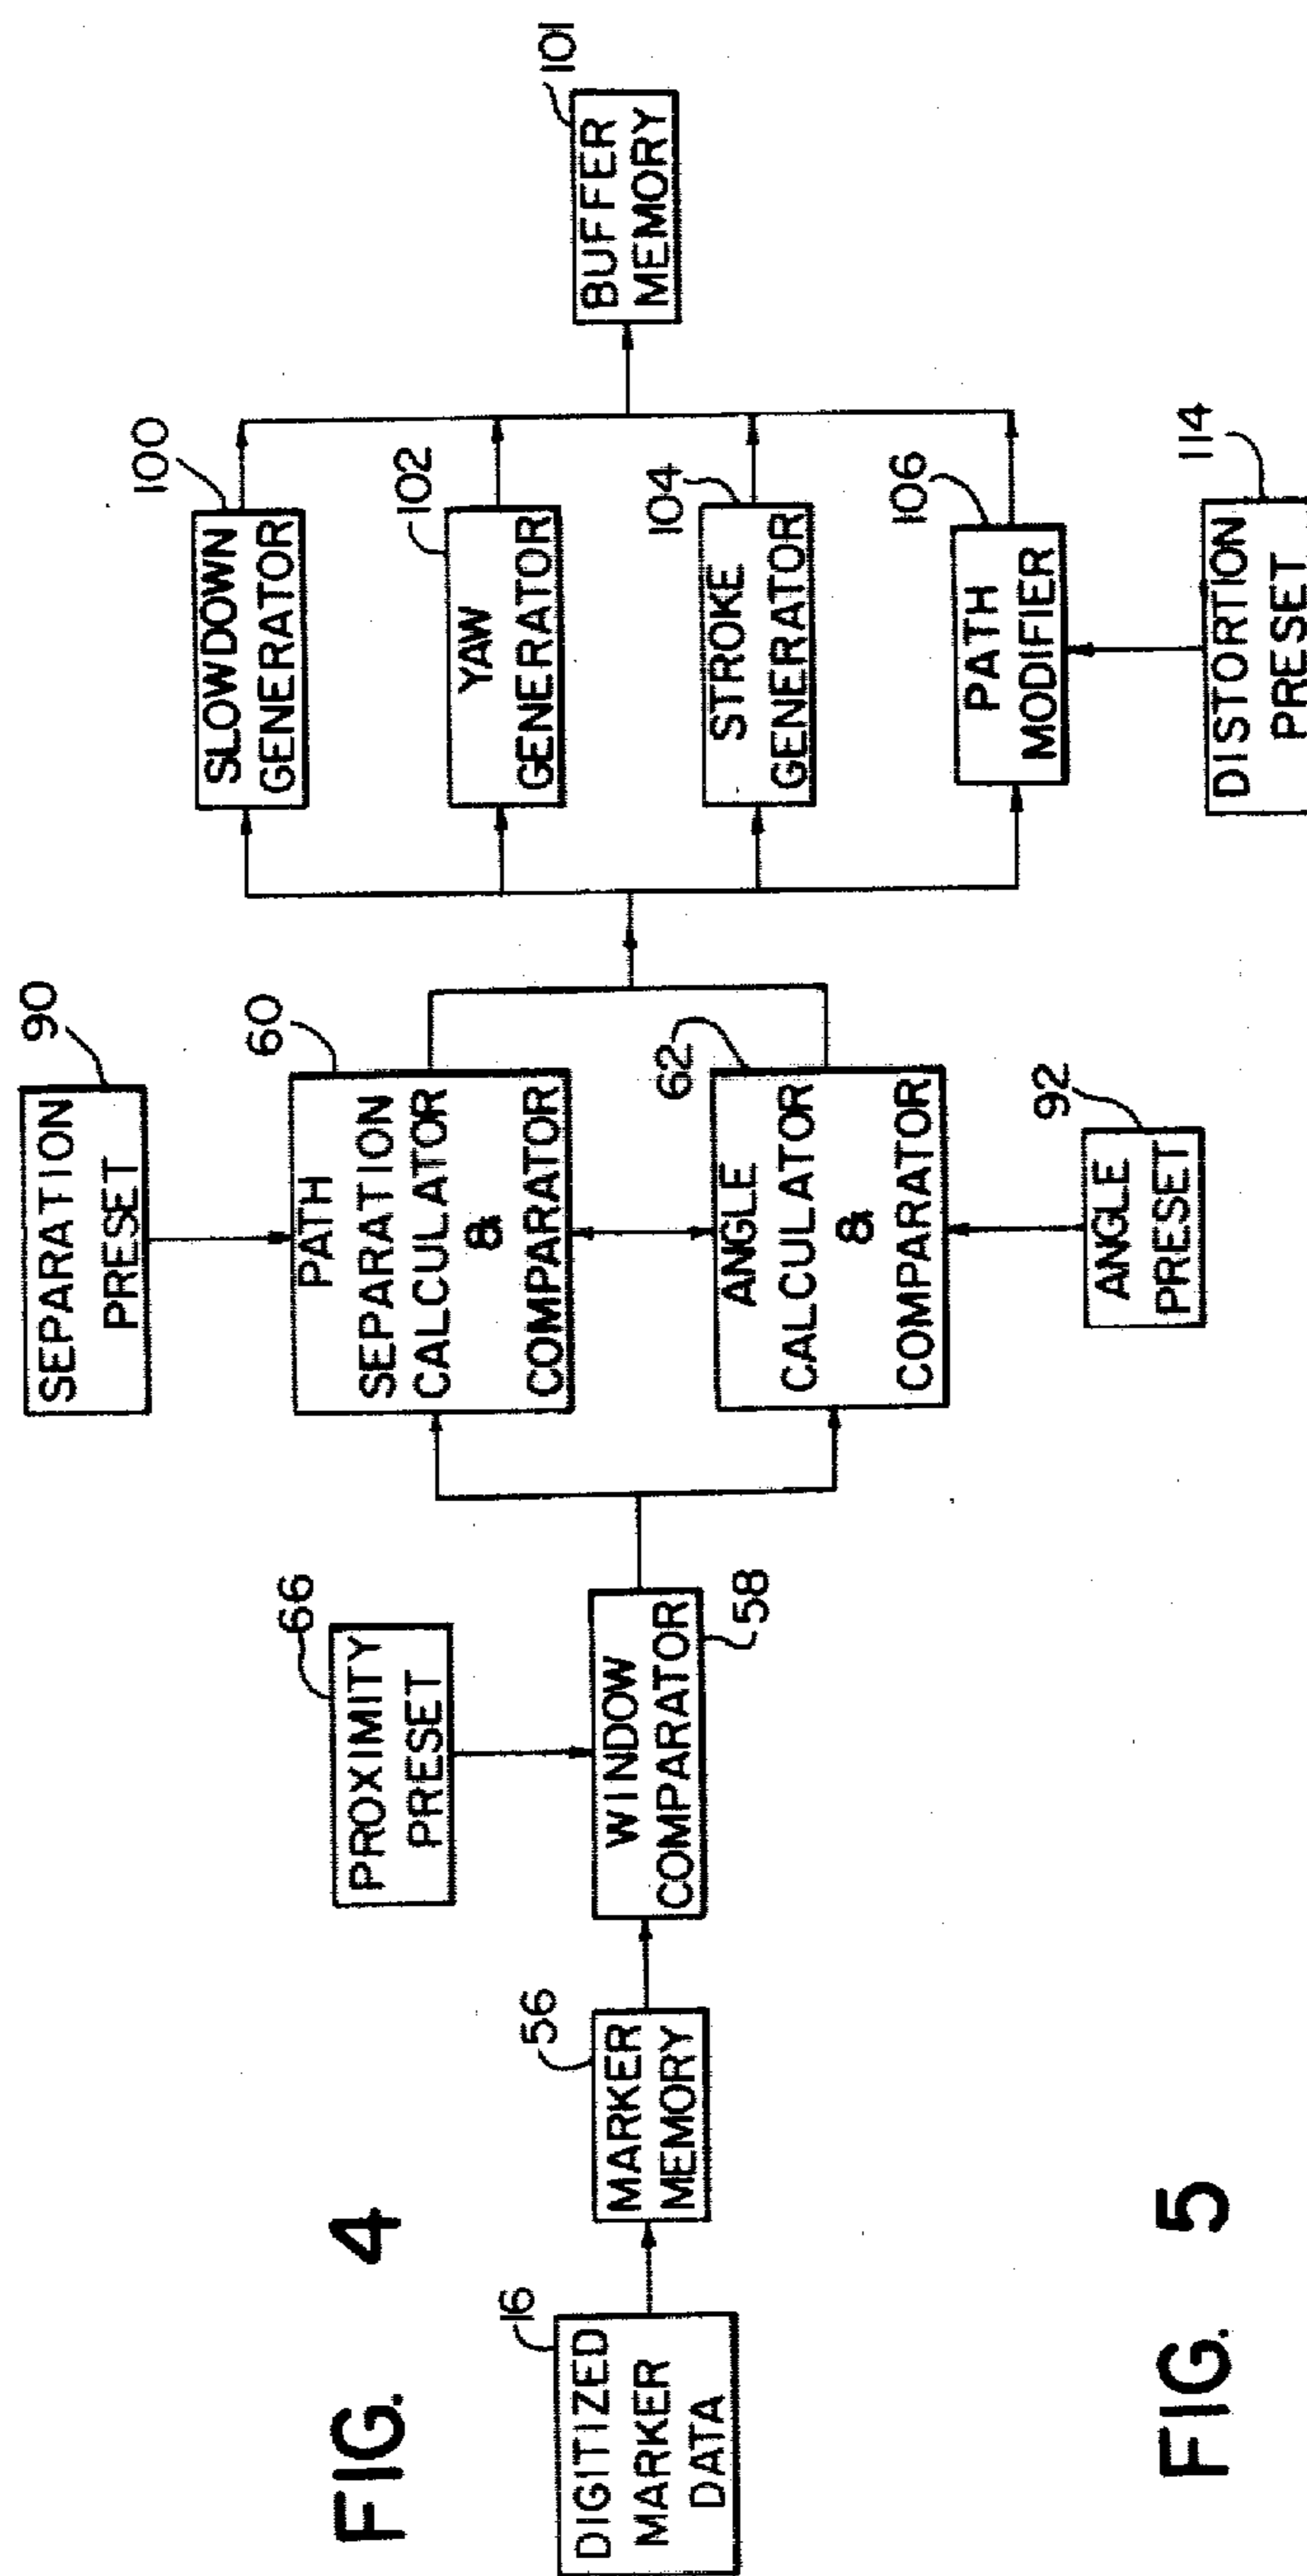 FIG. 4
DIGITIZED
MARKER
DATA
16
MARKER
MEMORY
56
PROXIMITY
PRESET
66
WINDOW
COMPARATOR
58
SEPARATION
PRESET
90
PATH
SEPARATION
CALCULATOR
&
COMPARATOR
60
ANGLE
CALCULATOR
&
COMPARATOR
62
ANGLE
PRESET
92
SLOWDOWN
GENERATOR
100
YAW
GENERATOR
102
STROKE
GENERATOR
104
PATH
MODIFIER
106
DISTORTION
PRESET
114
BUFFER
MEMORY
101
FIG. 5